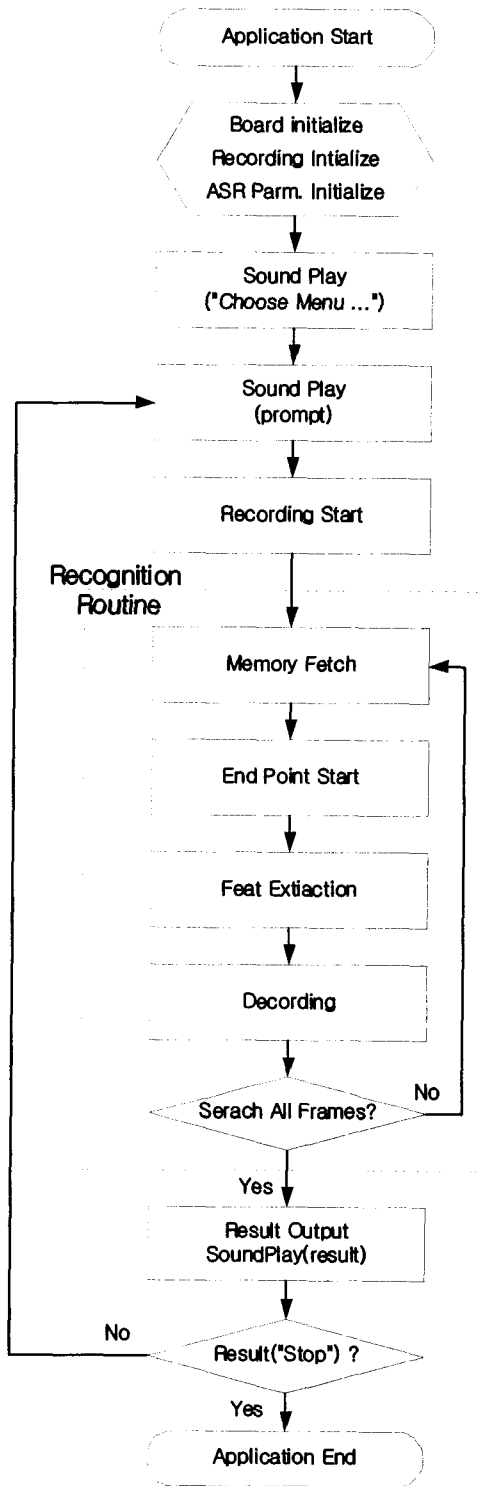 Application Start
Board initialize
Recording Intialize
ASR Parm. Initialize
Sound Play
("Choose Menu ...")
Sound Play
(prompt)
Recording Start
Recognition
Routine
Memory Fetch
End Point Start
Feat Extiaction
Decording
Serach All Frames?
No
Yes
Result Output
SoundPlay(result)
No
Result("Stop") ?
Yes
Application End